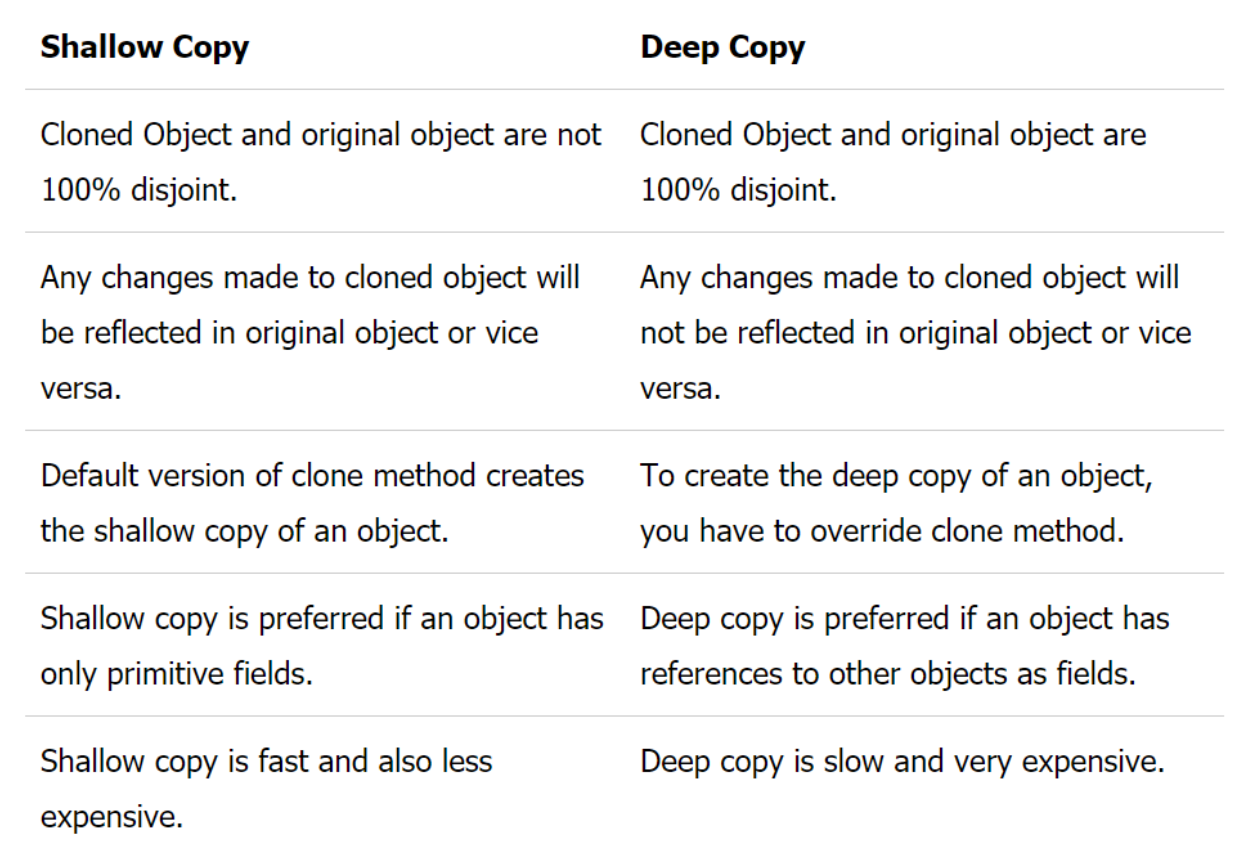 Shallow Copy
Deep Copy
Cloned Object and original object are not
100% disjoint.
Cloned Object and original object are
100% disjoint.
Any changes made to cloned object will
be reflected in original object or vice
versa.
Any changes made to cloned object will
not be reflected in original object or vice
versa.
Default version of clone method creates
the shallow copy of an object.
To create the deep copy of an object,
you have to override clone method.
Shallow copy is preferred if an object has
only primitive fields.
Deep copy is preferred if an object has
references to other objects as fields.
Shallow copy is fast and also less
expensive.
Deep copy is slow and very expensive.